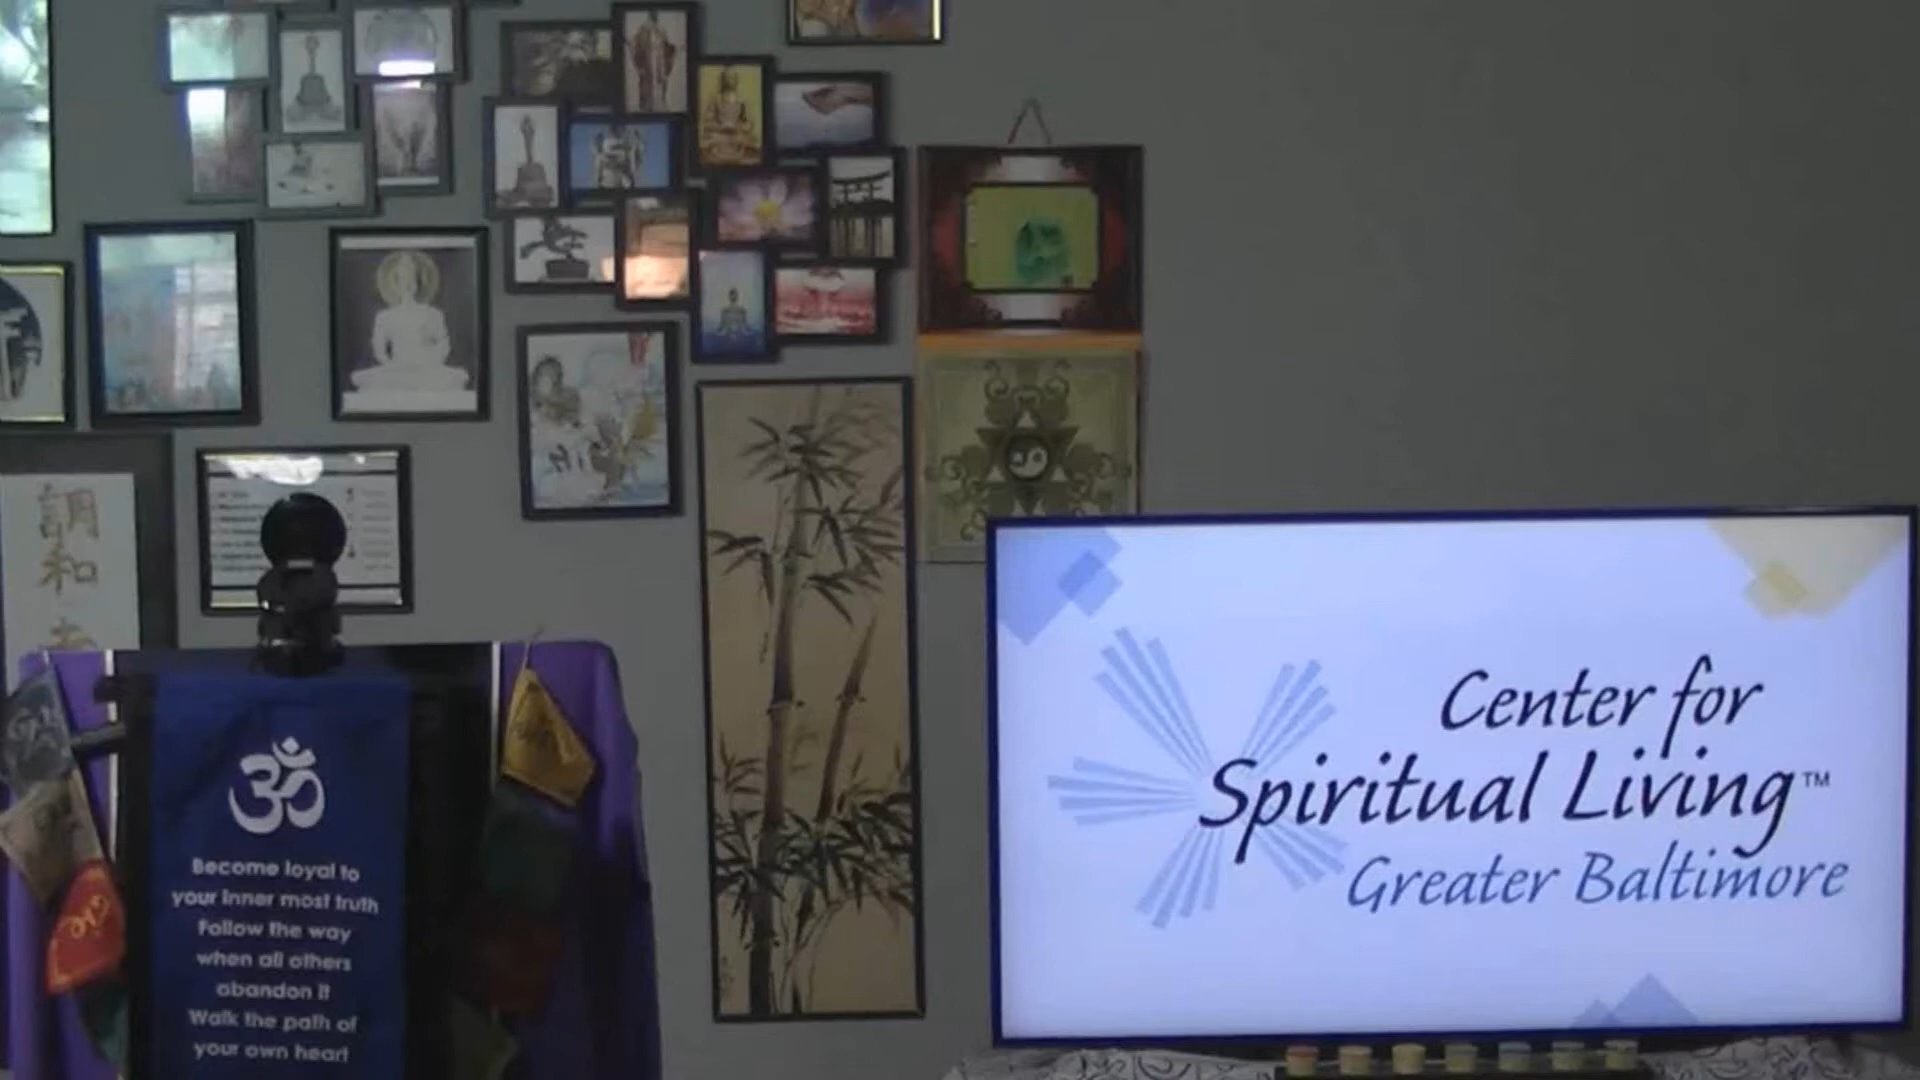 調
和
ॐ
Become loyal to
your inner most truth
Follow the way
when all others
abandon it
Walk the path of
your own heart
Center for
Spiritual Living™
Greater Baltimore